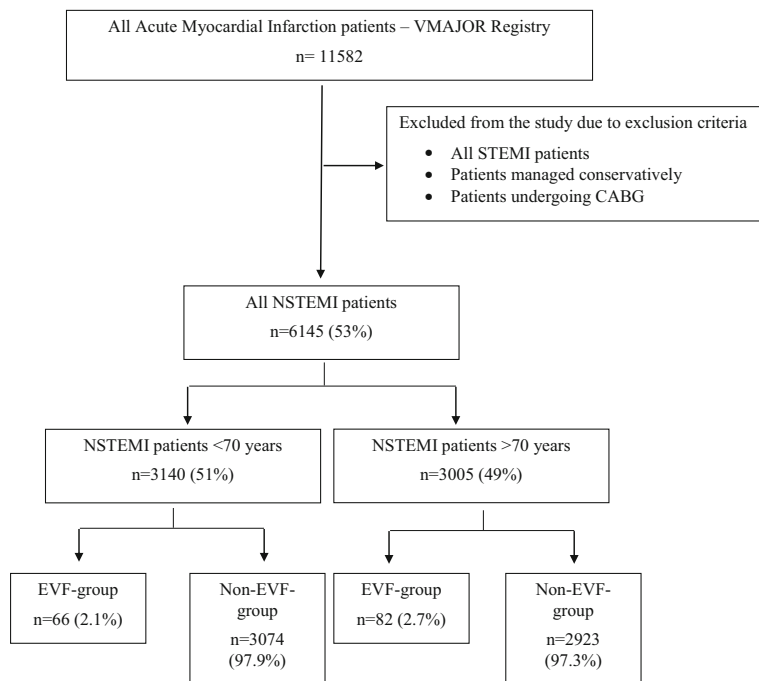 All Acute Myocardial Infarction patients – VMAJOR Registry
n= 11582
Excluded from the study due to exclusion criteria
• All STEMI patients
• Patients managed conservatively
• Patients undergoing CABG
All NSTEMI patients
n=6145 (53%)
NSTEMI patients <70 years
n=3140 (51%)
NSTEMI patients >70 years
n=3005 (49%)
EVF-group
n=66 (2.1%)
Non-EVF-
group
n=3074
(97.9%)
EVF-group
n=82 (2.7%)
Non-EVF-
group
n=2923
(97.3%)